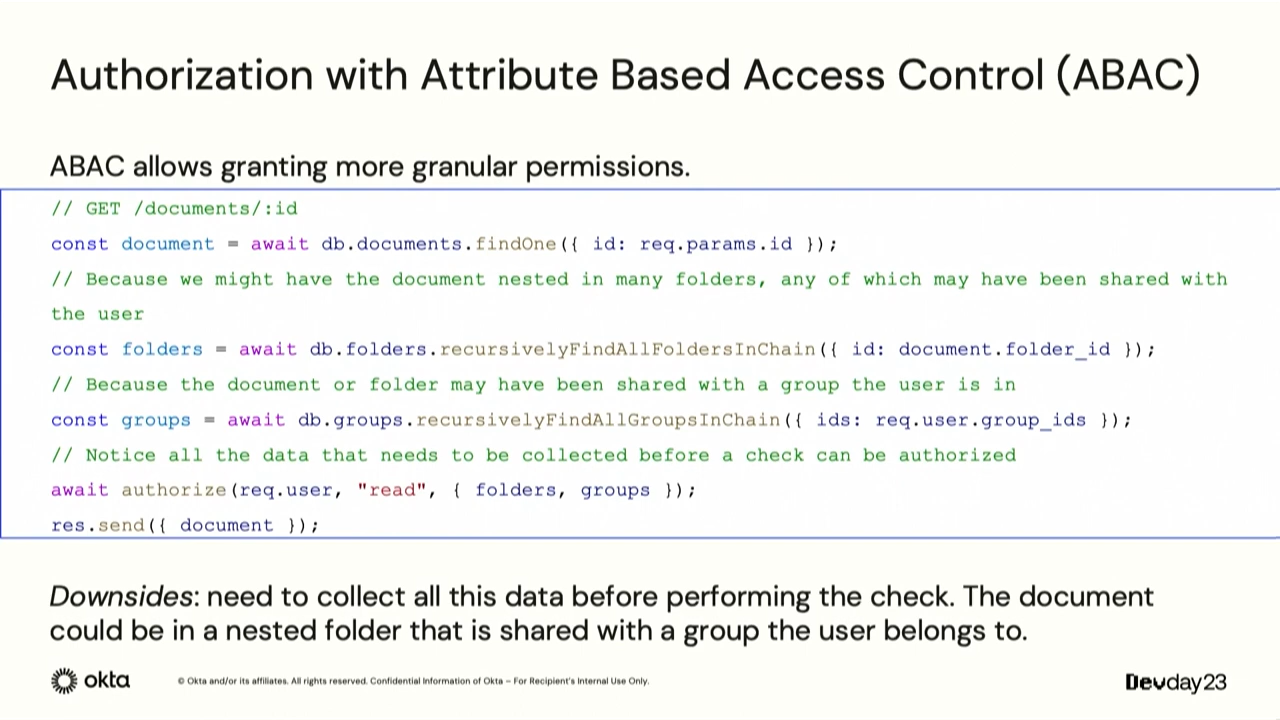 Authorization with Attribute Based Access Control (ABAC)
ABAC allows granting more granular permissions.
// GET /documents/:id
const document = await db.documents.findOne({ id: req.params.id });
// Because we might have the document nested in many folders, any of which may have been shared with
the user
const folders = await db.folders.recursivelyFindAllFoldersInChain({ id: document.folder_id });
// Because the document or folder may have been shared with a group the user is in
const groups = await db.groups.recursivelyFindAllGroupsInChain({ ids: req.user.group_ids });
// Notice all the data that needs to be collected before a check can be authorized
await authorize(req.user, "read", { folders, groups });
res.send({ document });
Downsides: need to collect all this data before performing the check. The document
could be in a nested folder that is shared with a group the user belongs to.
okta
© Okta and/or its affiliates. All rights reserved. Confidential Information of Okta – For Recipient's Internal Use Only.
Devday23